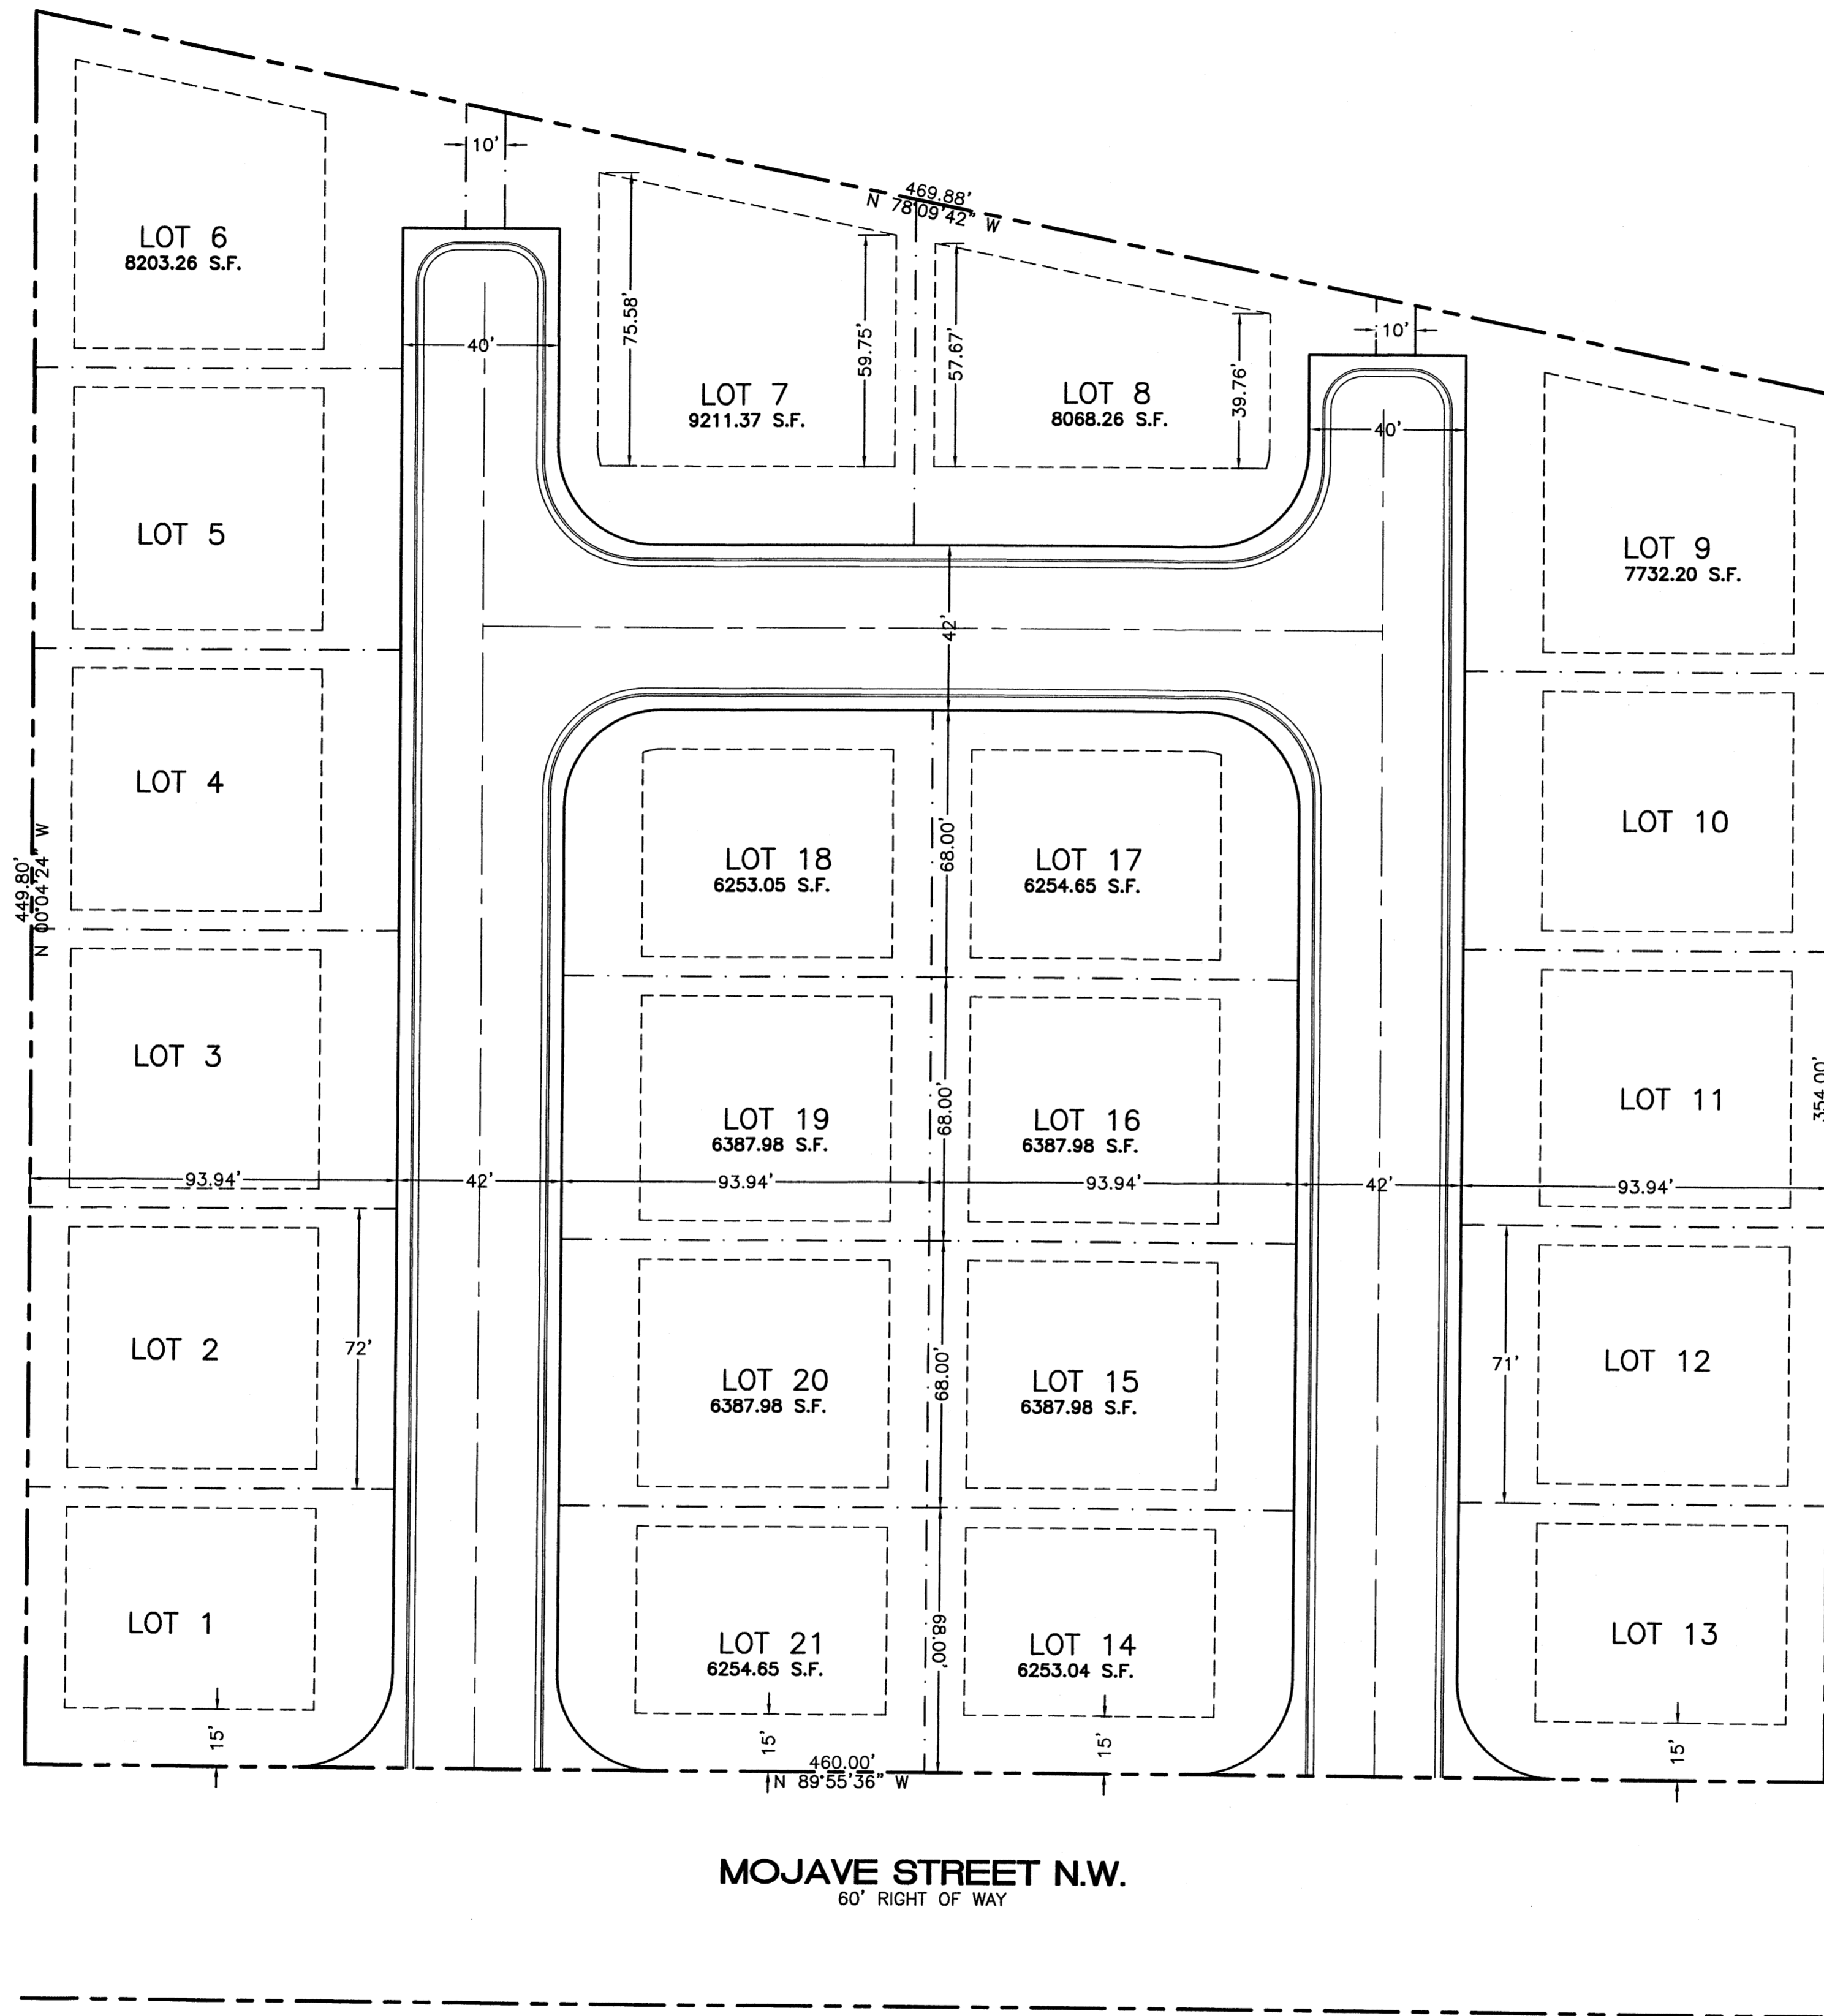 10'
469.88'
N 78°09'42" W
LOT 6
8203.26 S.F.
10'
75.58'
59.75'
57.67'
39.76'
40'
LOT 7
9211.37 S.F.
LOT 8
8068.26 S.F.
40'
LOT 5
LOT 9
7732.20 S.F.
42'
LOT 4
LOT 10
449.80'
N 00°04'24" W
LOT 18
6253.05 S.F.
68.00'
LOT 17
6254.65 S.F.
LOT 3
LOT 11
354.00'
LOT 19
6387.98 S.F.
68.00'
LOT 16
6387.98 S.F.
93.94'
42'
93.94'
93.94'
42'
93.94'
LOT 2
72'
LOT 20
6387.98 S.F.
68.00'
LOT 15
6387.98 S.F.
71'
LOT 12
LOT 1
LOT 21
6254.65 S.F.
68.00'
LOT 14
6253.04 S.F.
LOT 13
15'
15'
15'
15'
460.00'
N 89°55'36" W
MOJAVE STREET N.W.
60' RIGHT OF WAY